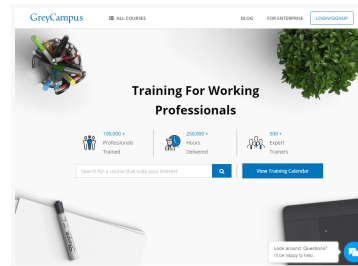 GreyCampus
ALL COURSES
BLOG
FOR ENTERPRISE
LOGIN/SIGNUP
Training For Working
Professionals
100,000 +
Professionals
Trained
250,000 +
Hours
Delivered
500 +
Expert
Trainers
Search for a course that suits your interest
View Training Calendar
Look around. Questions?
I'll be happy to help.